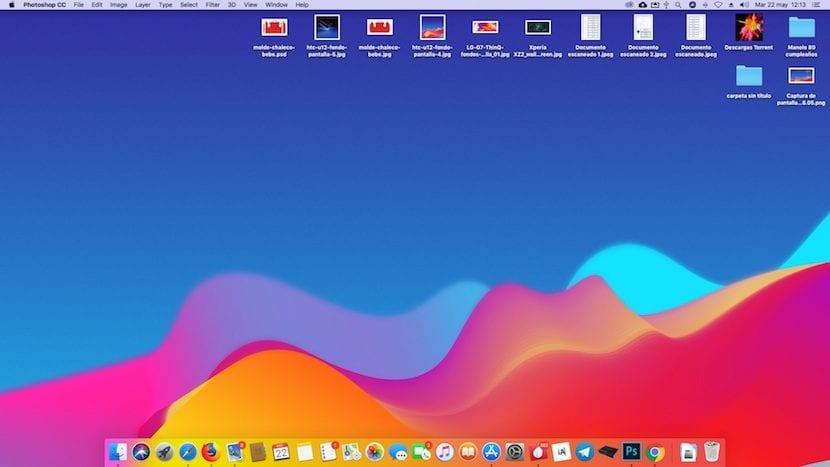 Photoshop CC File Edit Image Layer Type Select Filter 3D View Window Help Mar 22 may 12:13
molde-chaleco-bebe.psd
htc-u12-fondo-pantalla-5.jpg
molde-chaleco-bebe.jpg
htc-u12-fondo-pantalla-4.jpg
LG-G7-ThinQ-fondos-...lla_01.jpg
Xperia XZ2_wall...reen.jpg
Documento escaneado 1.jpeg
Documento escaneado 2.jpeg
Documento escaneado.jpeg
Descargas Torrent
Manolo 80 cumpleaños
carpeta sin título
Captura de pantalla...8.05.png
22
Ps